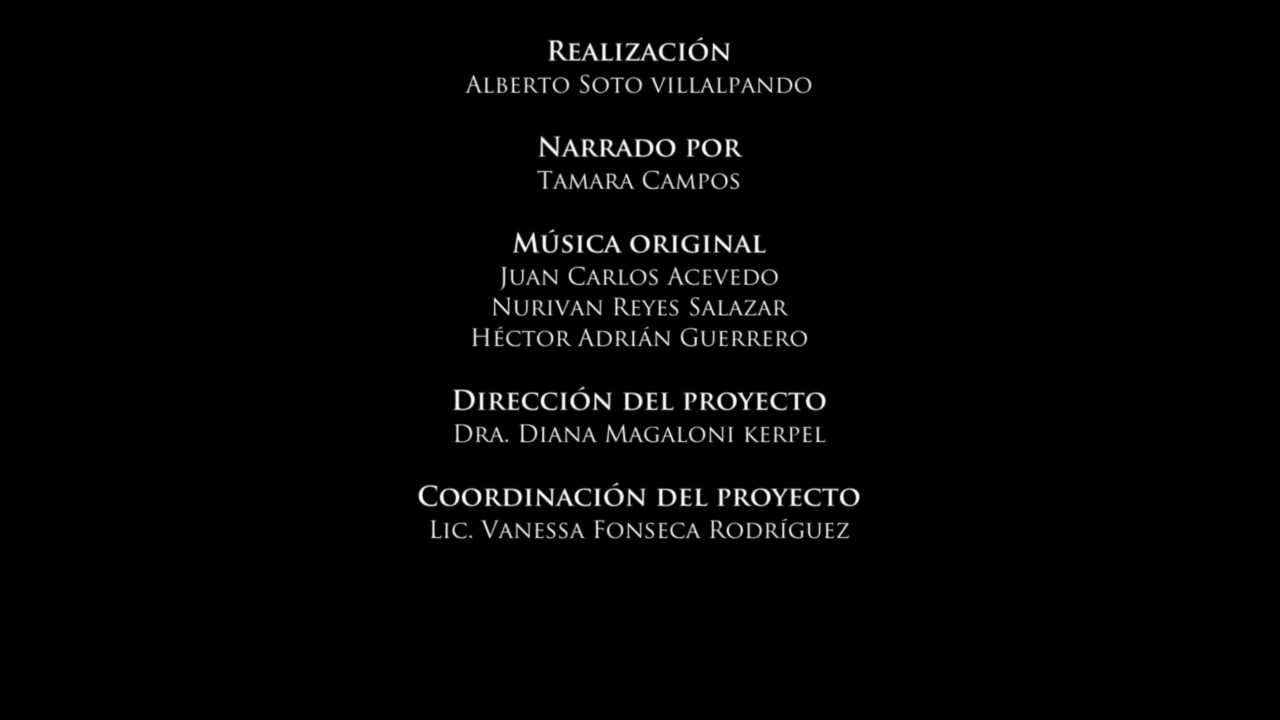 Realización
Alberto Soto villalpando
Narrado por
Tamara Campos
Música original
Juan Carlos Acevedo
Nurivan Reyes Salazar
Héctor Adrián Guerrero
Dirección del proyecto
Dra. Diana Magaloni kerpel
Coordinación del proyecto
Lic. Vanessa Fonseca Rodríguez